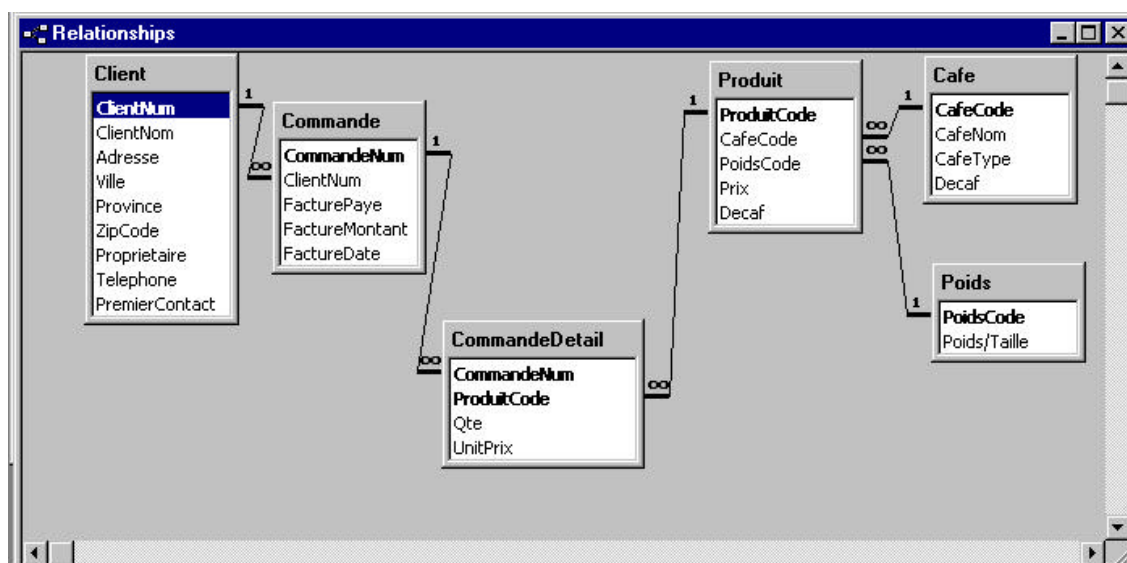 Relationships
Client
ClientNum
ClientNom
Adresse
Ville
Province
ZipCode
Proprietaire
Telephone
PremierContact
1
∞
Commande
CommandeNum
ClientNum
FacturePaye
FactureMontant
FactureDate
1
∞
CommandeDetail
CommandeNum
ProduitCode
Qte
UnitPrix
∞
1
Produit
ProduitCode
CafeCode
PoidsCode
Prix
Decaf
∞
∞
1
Cafe
CafeCode
CafeNom
CafeType
Decaf
1
Poids
PoidsCode
Poids/Taille